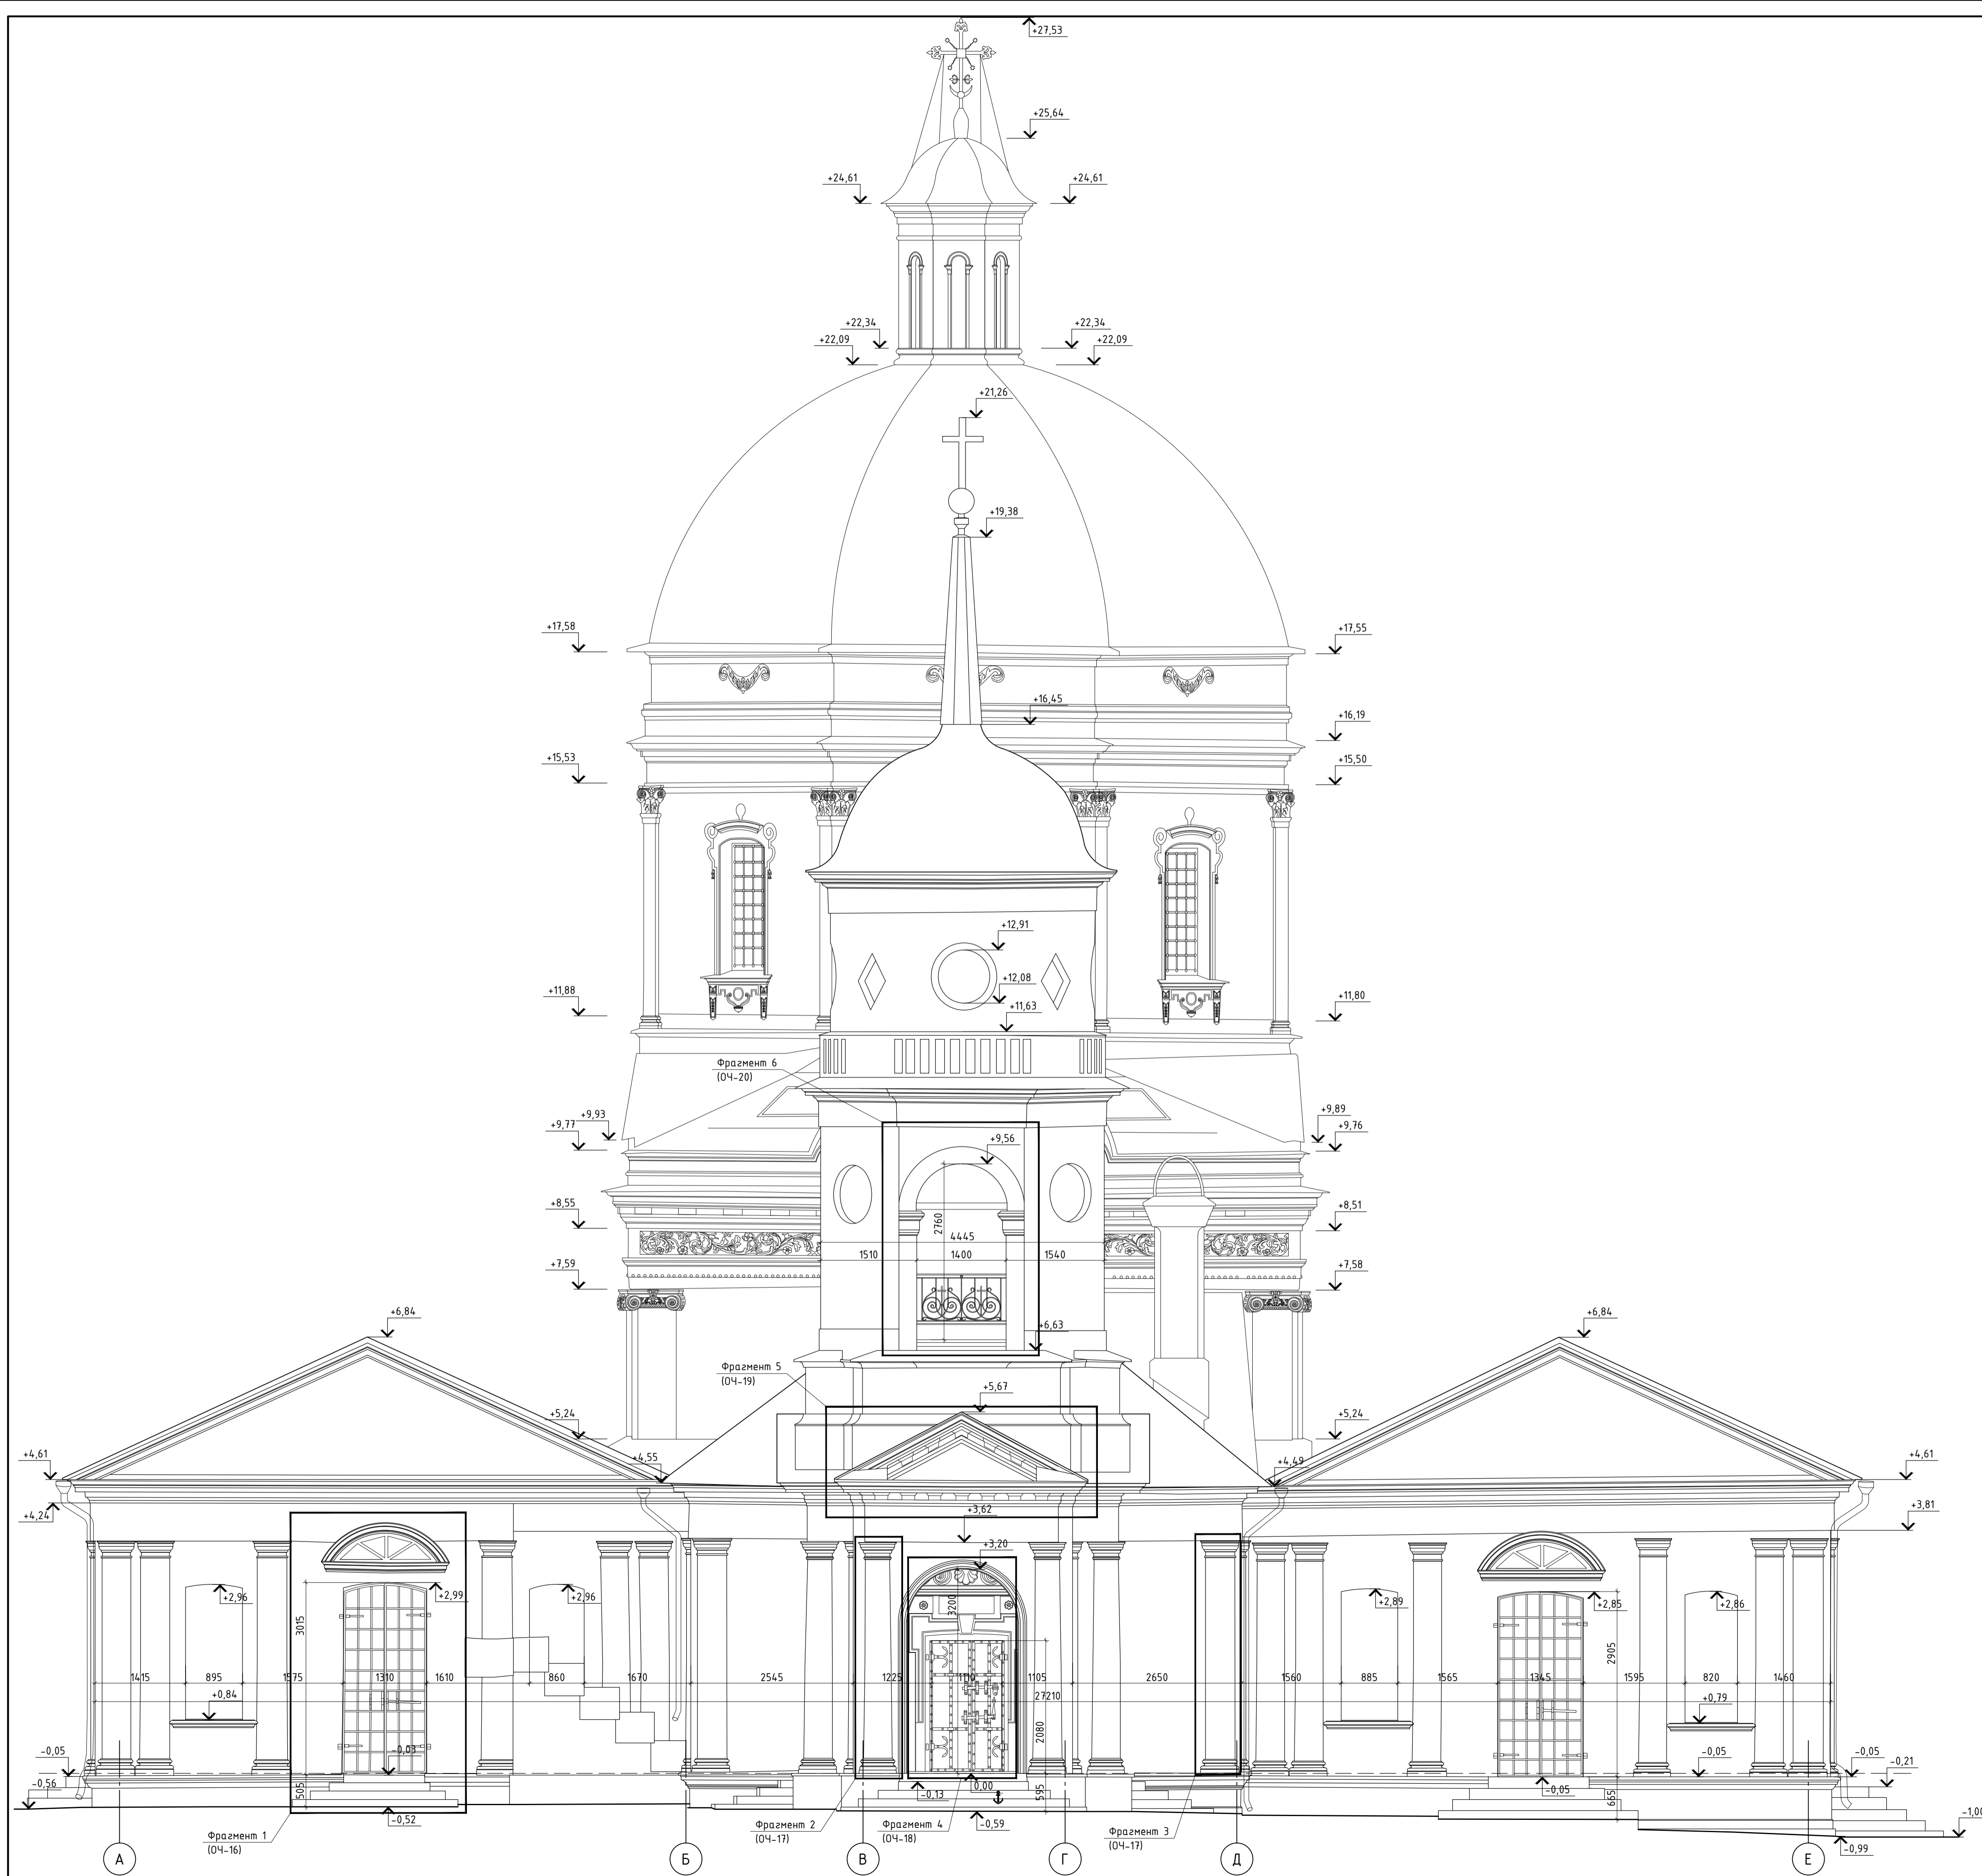 +27,53
+25,64
+24,61 +24,61
+22,34 +22,34
+22,09 +22,09
+21,26
+19,38
+17,58 +17,55
+16,45
+16,19
+15,53 +15,50
+12,91
+12,08
+11,88 +11,80
+11,63
Фрагмент 6
(ОЧ-20)
+9,93 +9,89
+9,77 +9,76
+9,56
+8,55 +8,51
2760
4445
1510 1400 1540
+7,59 +7,58
+6,84 +6,84
+6,63
Фрагмент 5
(ОЧ-19)
+5,67
+5,24 +5,24
+4,61 +4,55 +4,49 +4,61
+4,24 +3,62 +3,81
+3,20
+2,96 +2,99 +2,96 +2,89 +2,85 +2,86
3015 3200 2905
1415 895 1575 1310 1610 860 1670 2545 1225 1110 1105 2650 1560 885 1565 1345 1595 820 1460
27210
+0,84 +0,79
2080
-0,05 -0,03 -0,05 -0,05
-0,56 0,00 -0,05 -0,21
505 -0,13 595 665
-0,52 -0,59 -1,00
-0,99
Фрагмент 1
(ОЧ-16)
Фрагмент 2
(ОЧ-17)
Фрагмент 4
(ОЧ-18)
Фрагмент 3
(ОЧ-17)
А Б В Г Д Е